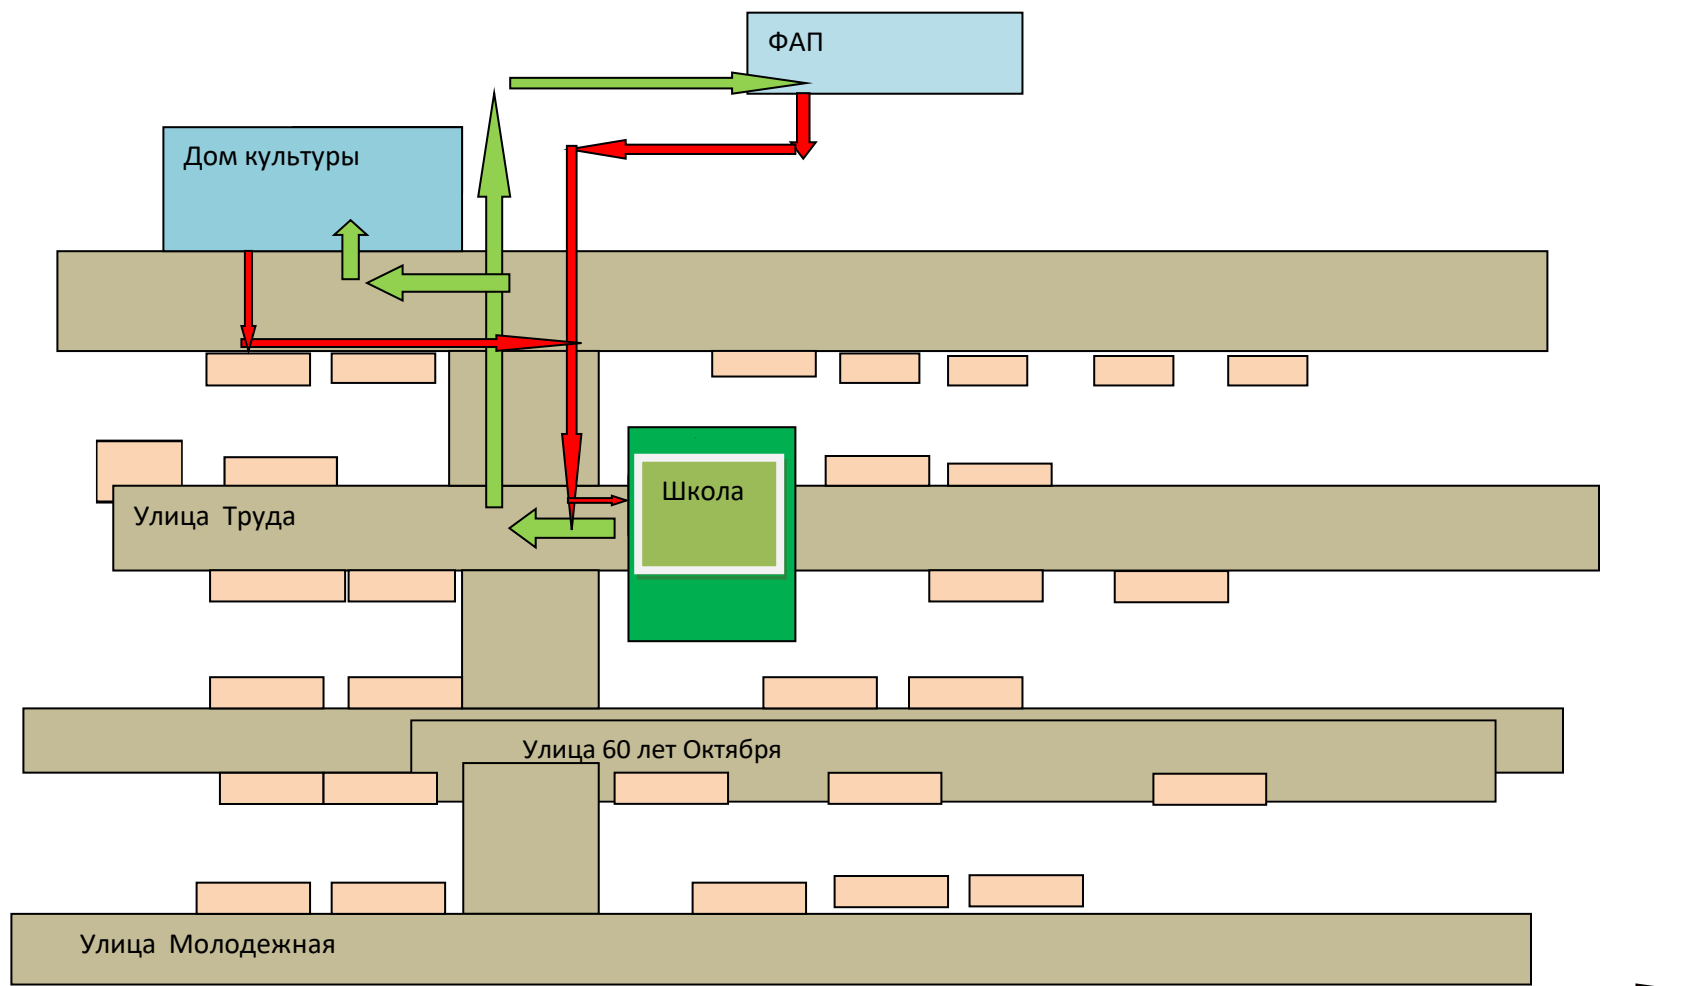 ФАП
Дом культуры
Школа
Улица  Труда
Улица 60 лет Октября
Улица  Молодежная